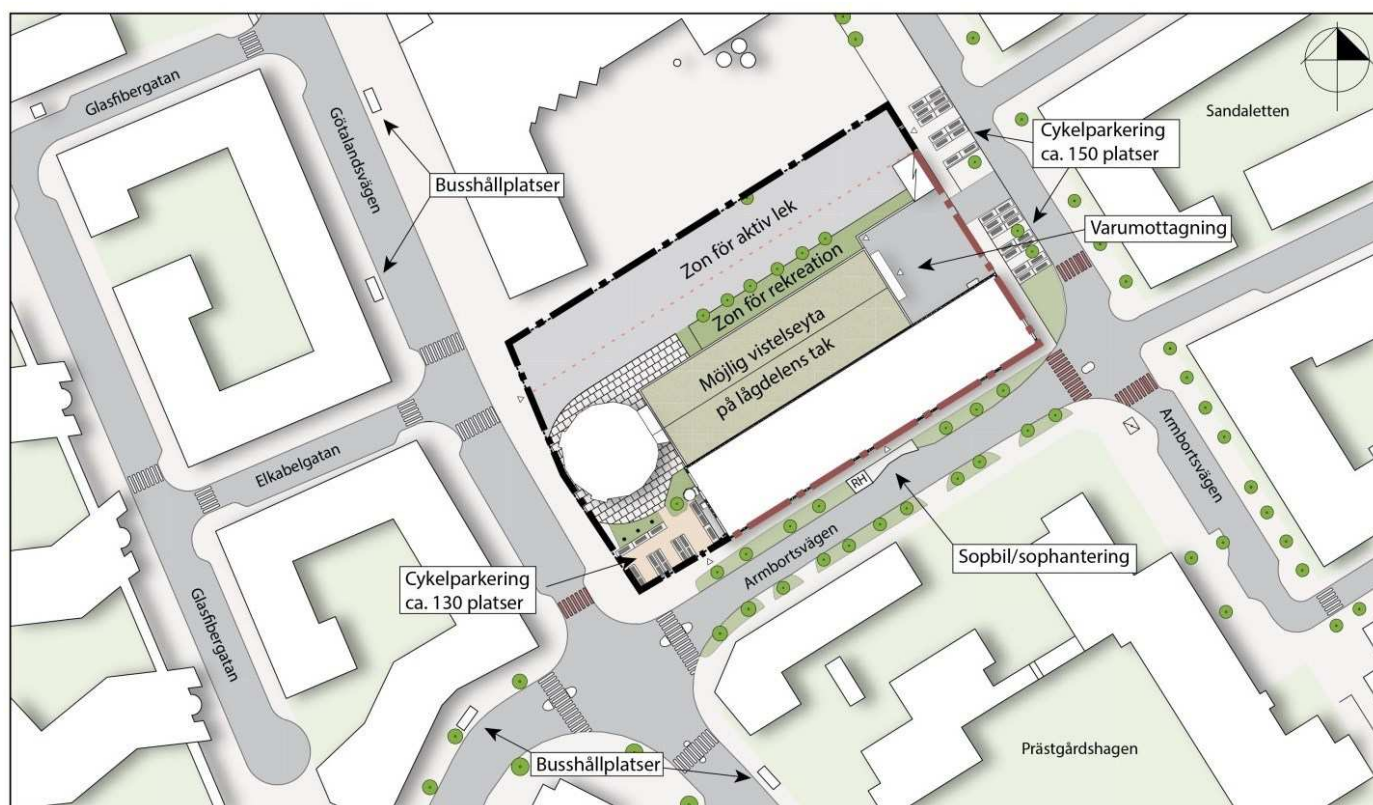 Glasfibergatan
Götalandsvägen
Busshållplatser
Sandaletten
Cykelparkering
ca. 150 platser
Varumottagning
Zon för aktiv lek
Zon för rekreation
Möjlig vistelseyta
på lågdelens tak
Elkabelgatan
Armbortsvägen
RH
Sopbil/sophantering
Armbortsvägen
Cykelparkering
ca. 130 platser
Glasfibergatan
Prästgårdshagen
Busshållplatser